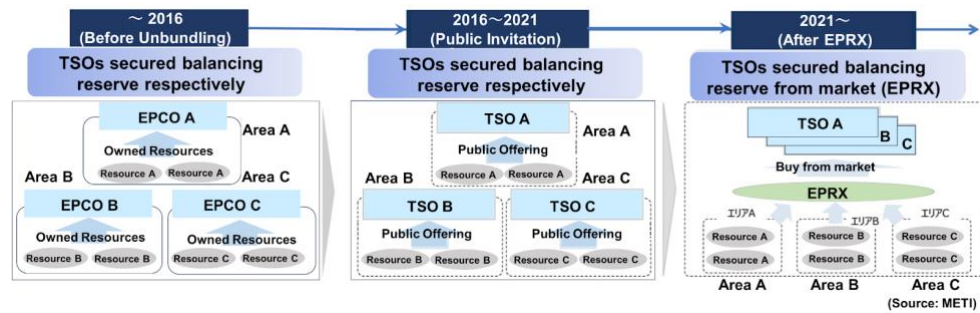 ～ 2016
(Before Unbundling)
2016～2021
(Public Invitation)
2021～
(After EPRX)
TSOs secured balancing
reserve respectively
TSOs secured balancing
reserve respectively
TSOs secured balancing
reserve from market (EPRX)
EPCO A
Area A
Owned Resources
Resource A Resource A
Area B
Area C
EPCO B
EPCO C
Owned Resources
Owned Resources
Resource B Resource B
Resource C Resource C
TSO A
Area A
Public Offering
Resource A Resource A
Area B
Area C
TSO B
TSO C
Public Offering
Public Offering
Resource B Resource B
Resource C Resource C
TSO A
B
C
Buy from market
EPRX
エリアA
エリアB
エリアC
Resource A
Resource B
Resource C
Resource A
Resource B
Resource C
Area A
Area B
Area C
(Source: METI)